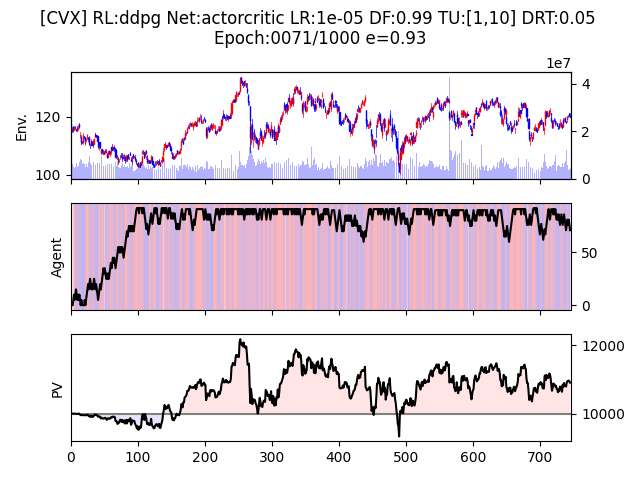 [CVX] RL:ddpg Net:actorcritic LR:1e-05 DF:0.99 TU:[1,10] DRT:0.05
Epoch:0071/1000 e=0.93
1e7
Env.
120
100
4
2
0
Agent
50
0
PV
12000
10000
0 100 200 300 400 500 600 700